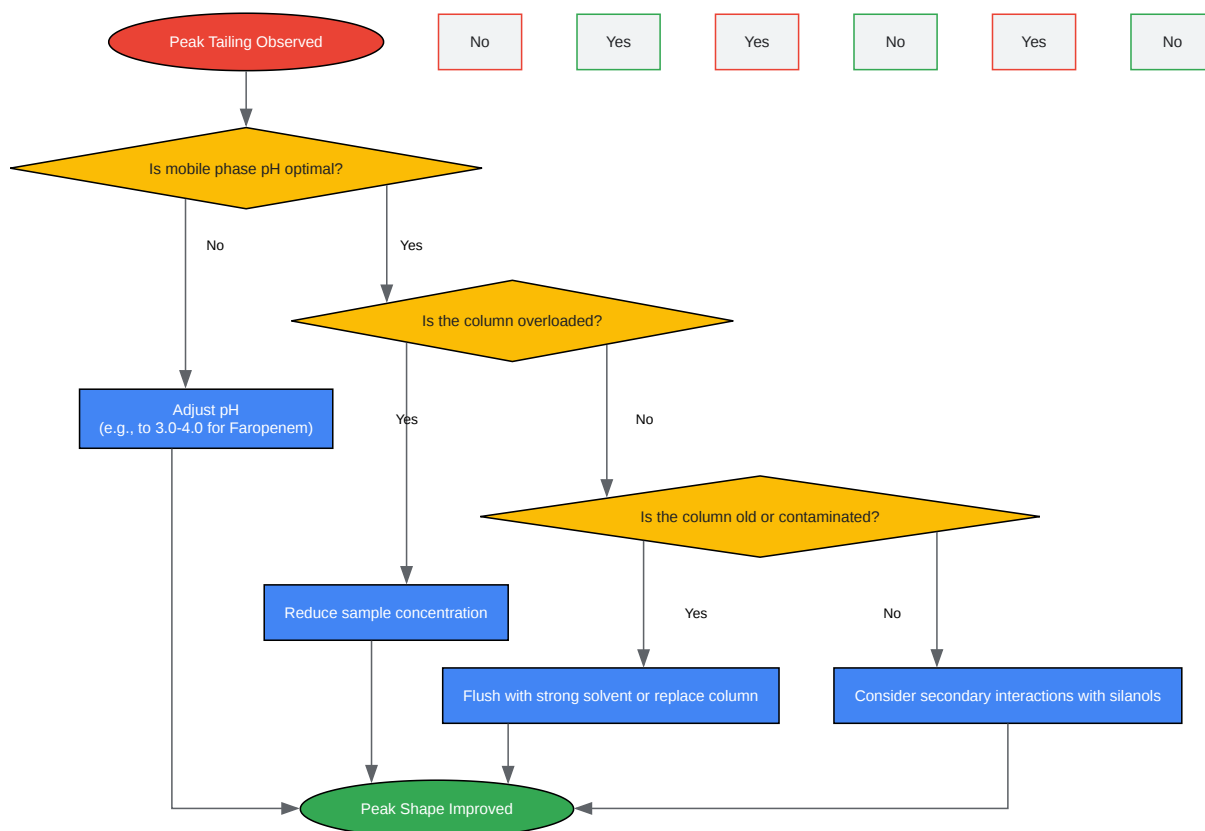 Peak Tailing Observed
No
Yes
Yes
No
Yes
No
Is mobile phase pH optimal?
No
Yes
Is the column overloaded?
Adjust pH
(e.g., to 3.0-4.0 for Faropenem)
Yes
No
Is the column old or contaminated?
Reduce sample concentration
Yes
No
Flush with strong solvent or replace column
Consider secondary interactions with silanols
Peak Shape Improved